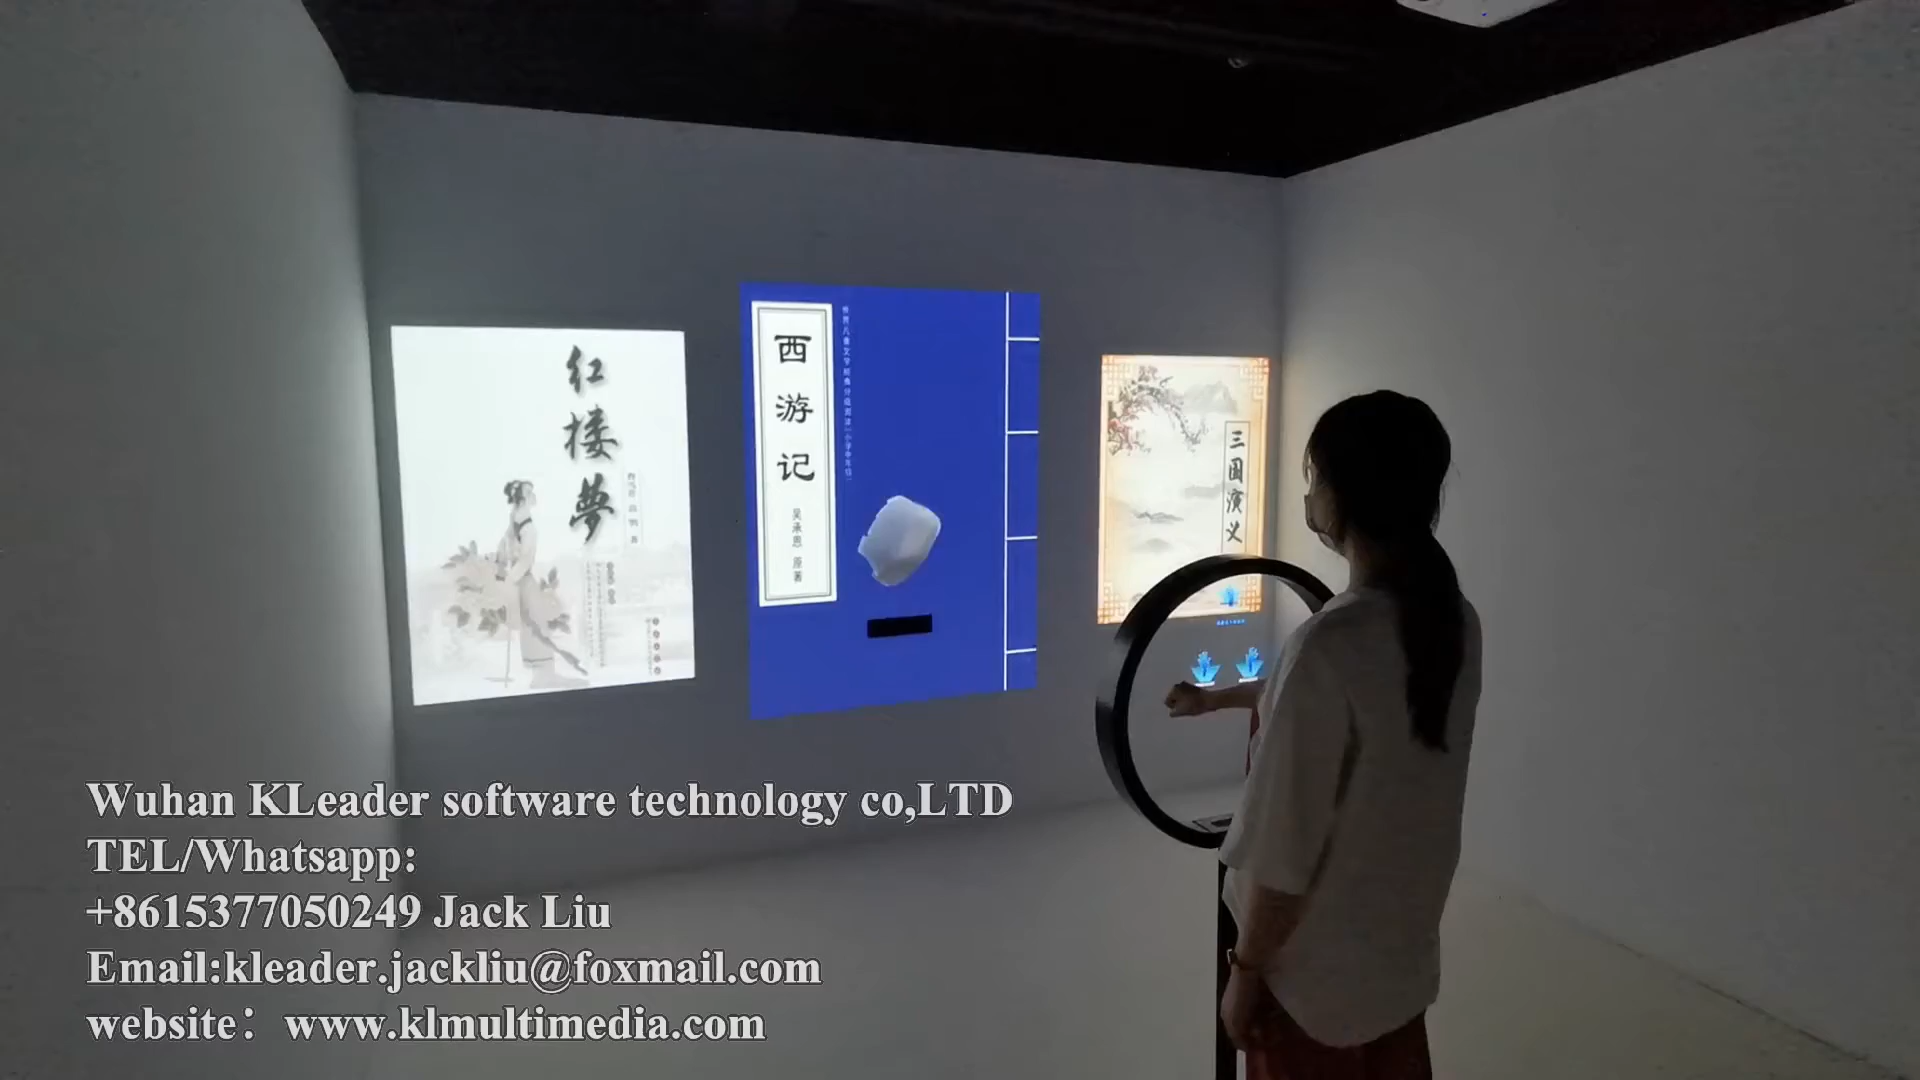 红楼梦
西游记
吴承恩 原著
三国演义
Wuhan KLeader software technology co,LTD
TEL/Whatsapp:
+8615377050249 Jack Liu
Email:kleader.jackliu@foxmail.com
website：www.klmultimedia.com